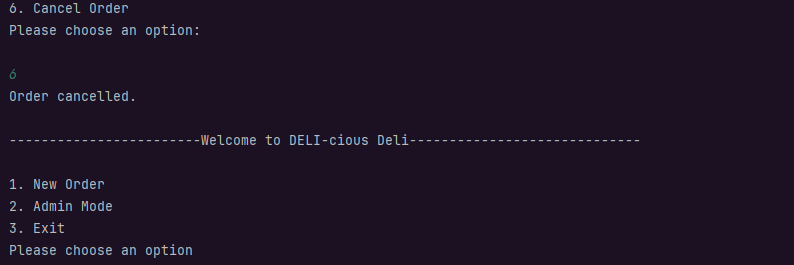 6. Cancel Order
Please choose an option:
6
Order cancelled.
------------------------Welcome to DELI-cious Deli-----------------------------
1. New Order
2. Admin Mode
3. Exit
Please choose an option